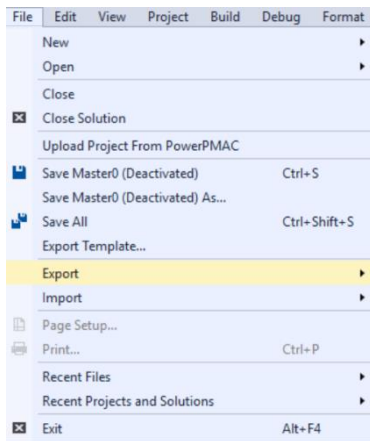 File Edit View Project Build Debug Format
New
Open
Close
Close Solution
Upload Project From PowerPMAC
Save Master0 (Deactivated) Ctrl+S
Save Master0 (Deactivated) As...
Save All Ctrl+Shift+S
Export Template...
Export
Import
Page Setup...
Print... Ctrl+P
Recent Files
Recent Projects and Solutions
Exit Alt+F4